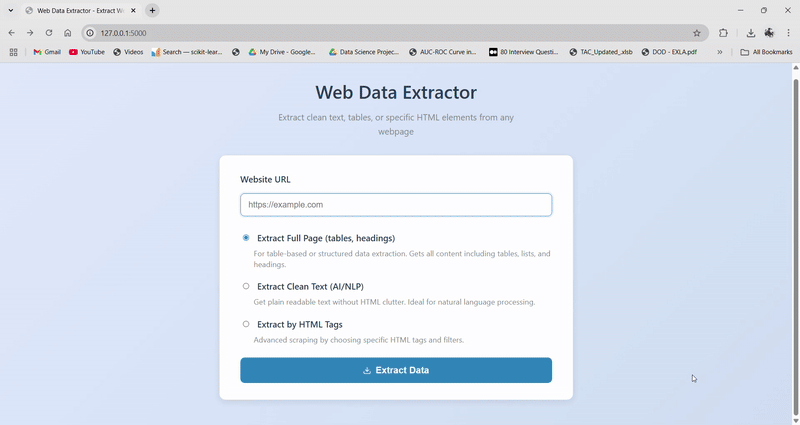 Web Data Extractor - Extract We
127.0.0.1:5000
Gmail
YouTube
Videos
Search — scikit-lear...
My Drive - Google...
Data Science Projec...
AUC-ROC Curve in...
80 Interview Questi...
TAC_Updated_.xlsb
DOD - EXLA.pdf
»
All Bookmarks
Web Data Extractor
Extract clean text, tables, or specific HTML elements from any
webpage
Website URL
https://example.com
Extract Full Page (tables, headings)
For table-based or structured data extraction. Gets all content including tables, lists, and
headings.
Extract Clean Text (AI/NLP)
Get plain readable text without HTML clutter. Ideal for natural language processing.
Extract by HTML Tags
Advanced scraping by choosing specific HTML tags and filters.
Extract Data